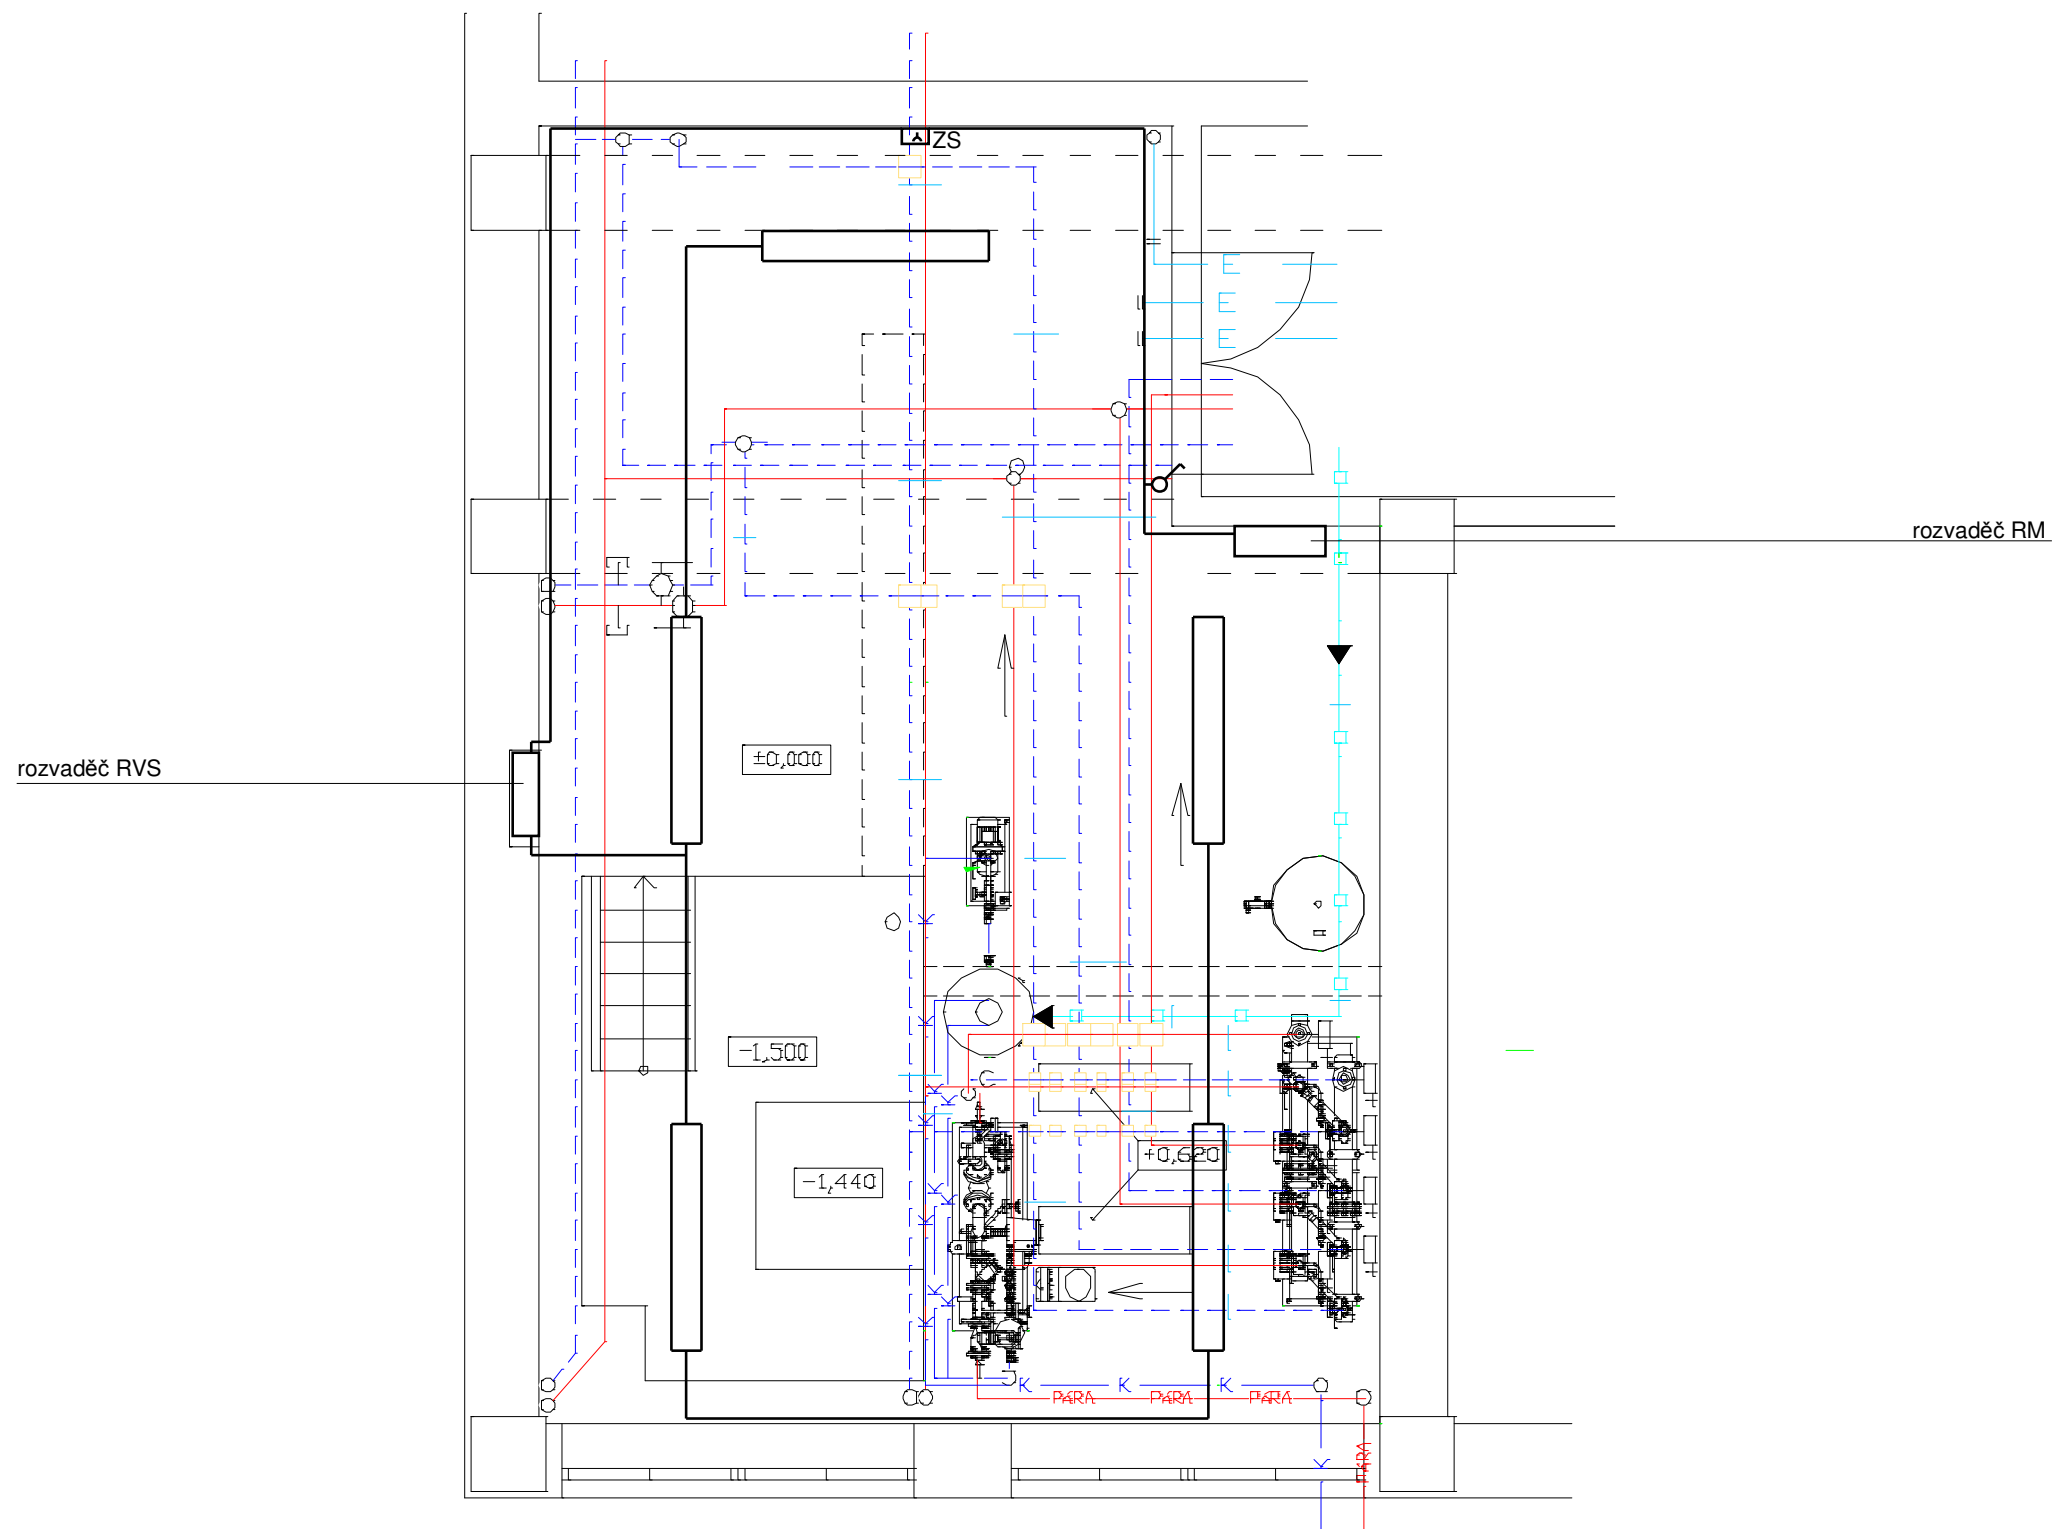 ZS
E
E
E
rozvaděč RM
±0,000
rozvaděč RVS
-1,500
+0,620
-1,440
K K K
PÁRA PÁRA PÁRA
PÁRA
K